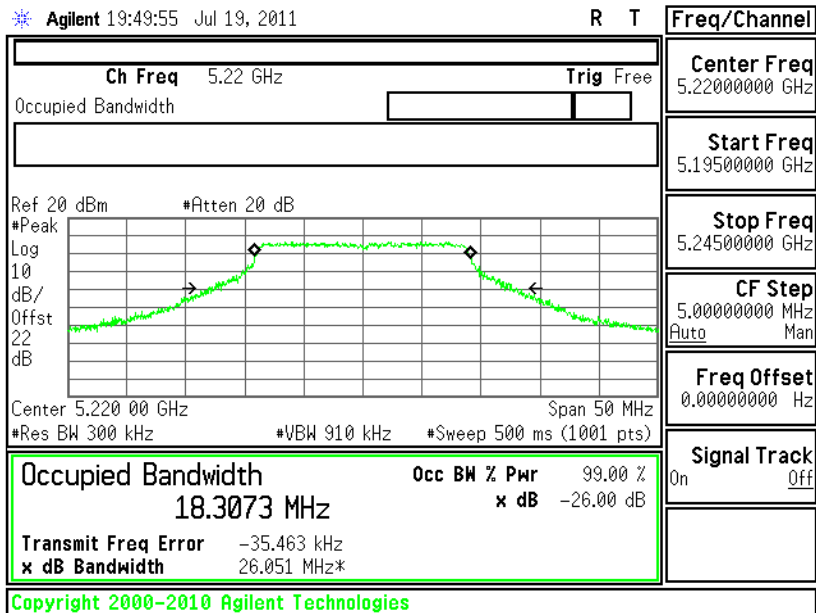 Agilent 19:49:55 Jul 19, 2011 R T Freq/Channel
Ch Freq 5.22 GHz Trig Free
Occupied Bandwidth
Center Freq
5.22000000 GHz
Start Freq
5.19500000 GHz
Stop Freq
5.24500000 GHz
CF Step
5.00000000 MHz
Auto Man
Freq Offset
0.00000000 Hz
Signal Track
On Off
Ref 20 dBm #Atten 20 dB
#Peak
Log
10
dB/
Offst
22
dB
Center 5.220 00 GHz Span 50 MHz
#Res BW 300 kHz #VBW 910 kHz #Sweep 500 ms (1001 pts)
Occupied Bandwidth Occ BW % Pwr 99.00 %
18.3073 MHz x dB -26.00 dB
Transmit Freq Error -35.463 kHz
x dB Bandwidth 26.051 MHz*
Copyright 2000-2010 Agilent Technologies